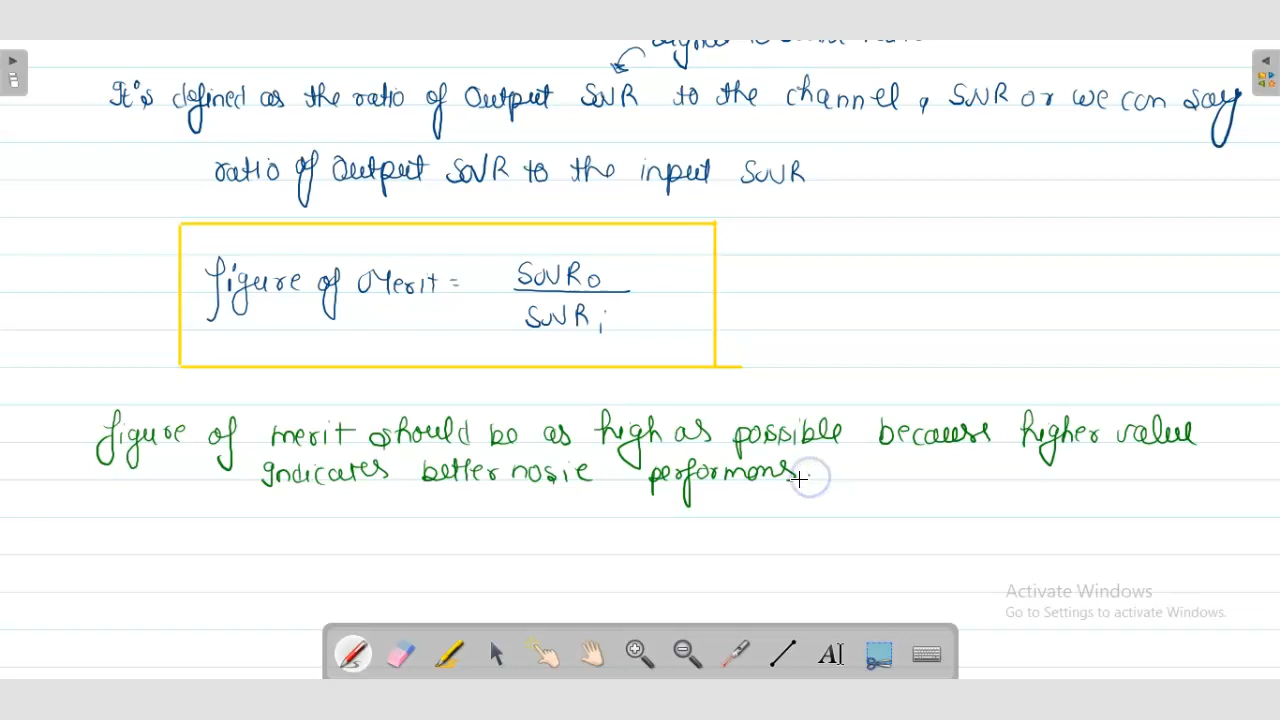 It's defined as the ratio of Output SNR to the channel, SNR or we can say
ratio of Output SNR to the input SNR
figure of Merit = SNRo
SNRi
figure of merit should be as high as possible because higher value
Indicates better nosie performans
Activate Windows
Go to Settings to activate Windows.
AI